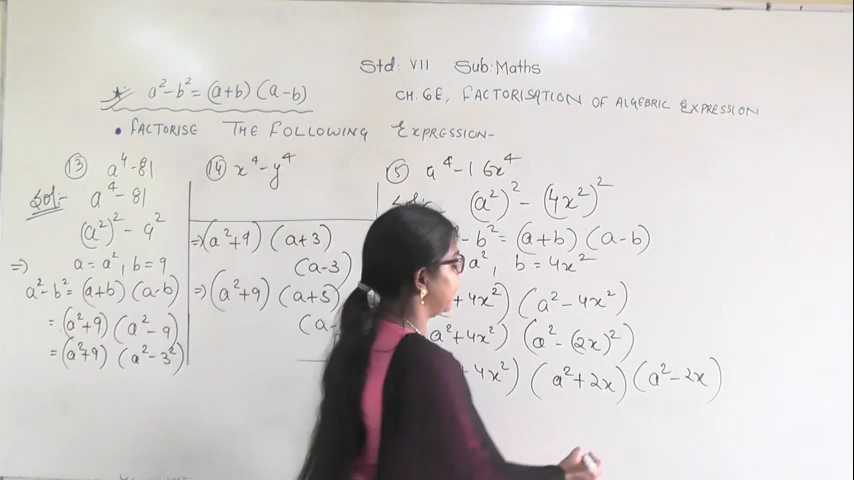 Std: VII Sub: Maths
a²-b² = (a+b) (a-b)
CH. 6E, FACTORISATION OF ALGEBRIC EXPRESSION
• FACTORISE THE FOLLOWING EXPRESSION-
⑬ a⁴-81
Sol:- a⁴-81
(a²)² - 9²
⇒ a = a², b = 9
a²-b² = (a+b) (a-b)
= (a²+9) (a²-9)
= (a²+9) (a²-3²)
⑭ x⁴-y⁴
⇒ (a²+9) (a+3)
(a-3)
⇒ (a²+9) (a+3)
(a-
⑮ a⁴-16x⁴
(a²)² - (4x²)²
- b² = (a+b) (a-b)
a², b = 4x²
+ 4x²) (a² - 4x²)
a²+4x²) (a² - (2x)²)
+ 4x²) (a²+2x) (a²-2x)